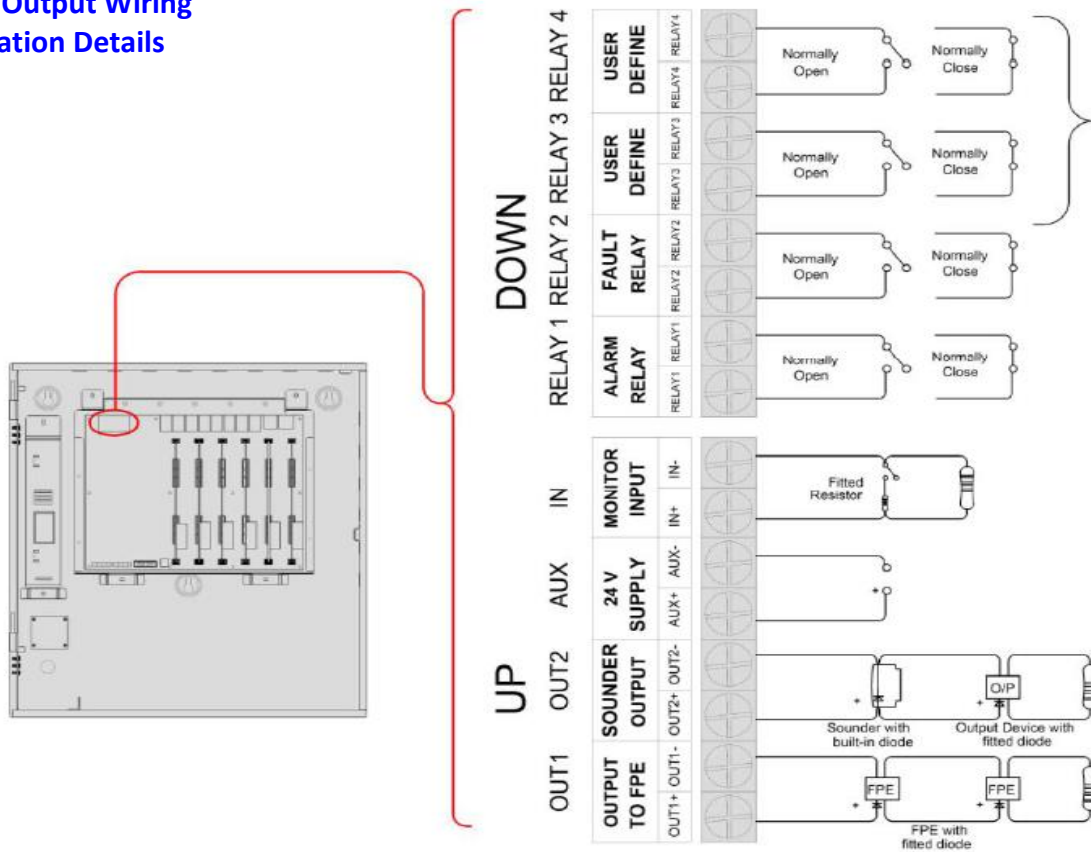 Output Wiring
ation Details
DOWN
RELAY 1 RELAY 2 RELAY 3 RELAY 4
USER
DEFINE
RELAY4
RELAY4
Normally
Open
Normally
Close
USER
DEFINE
RELAY3
RELAY3
Normally
Open
Normally
Close
FAULT
RELAY
RELAY2
RELAY2
Normally
Open
Normally
Close
ALARM
RELAY
RELAY1
RELAY1
Normally
Open
Normally
Close
UP
IN
MONITOR
INPUT
IN-
IN+
Fitted
Resistor
AUX
24 V
SUPPLY
AUX-
AUX+
+
OUT2
SOUNDER
OUTPUT
OUT2-
OUT2+
+
Sounder with
built-in diode
O/P
+
Output Device with
fitted diode
OUT1
OUTPUT
TO FPE
OUT1-
OUT1+
FPE
+
FPE
+
FPE with
fitted diode